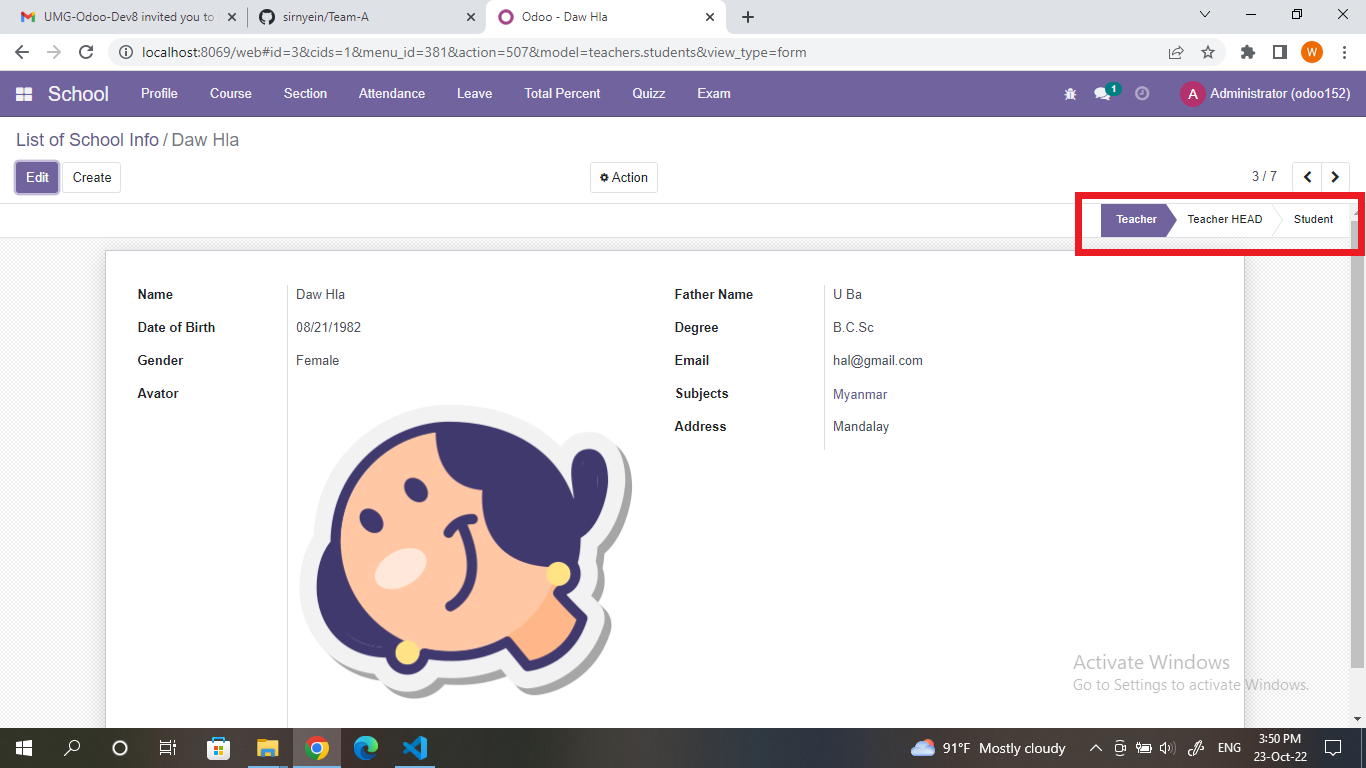 UMG-Odoo-Dev8 invited you to
sirnyein/Team-A
Odoo - Daw Hla
localhost:8069/web#id=3&cids=1&menu_id=381&action=507&model=teachers.students&view_type=form
W
School Profile Course Section Attendance Leave Total Percent Quizz Exam 1 A Administrator (odoo152)
List of School Info / Daw Hla
Edit Create Action 3 / 7
Teacher Teacher HEAD Student
Name Daw Hla
Date of Birth 08/21/1982
Gender Female
Avator
Father Name U Ba
Degree B.C.Sc
Email hal@gmail.com
Subjects Myanmar
Address Mandalay
Activate Windows
Go to Settings to activate Windows.
91°F Mostly cloudy ENG 3:50 PM
23-Oct-22